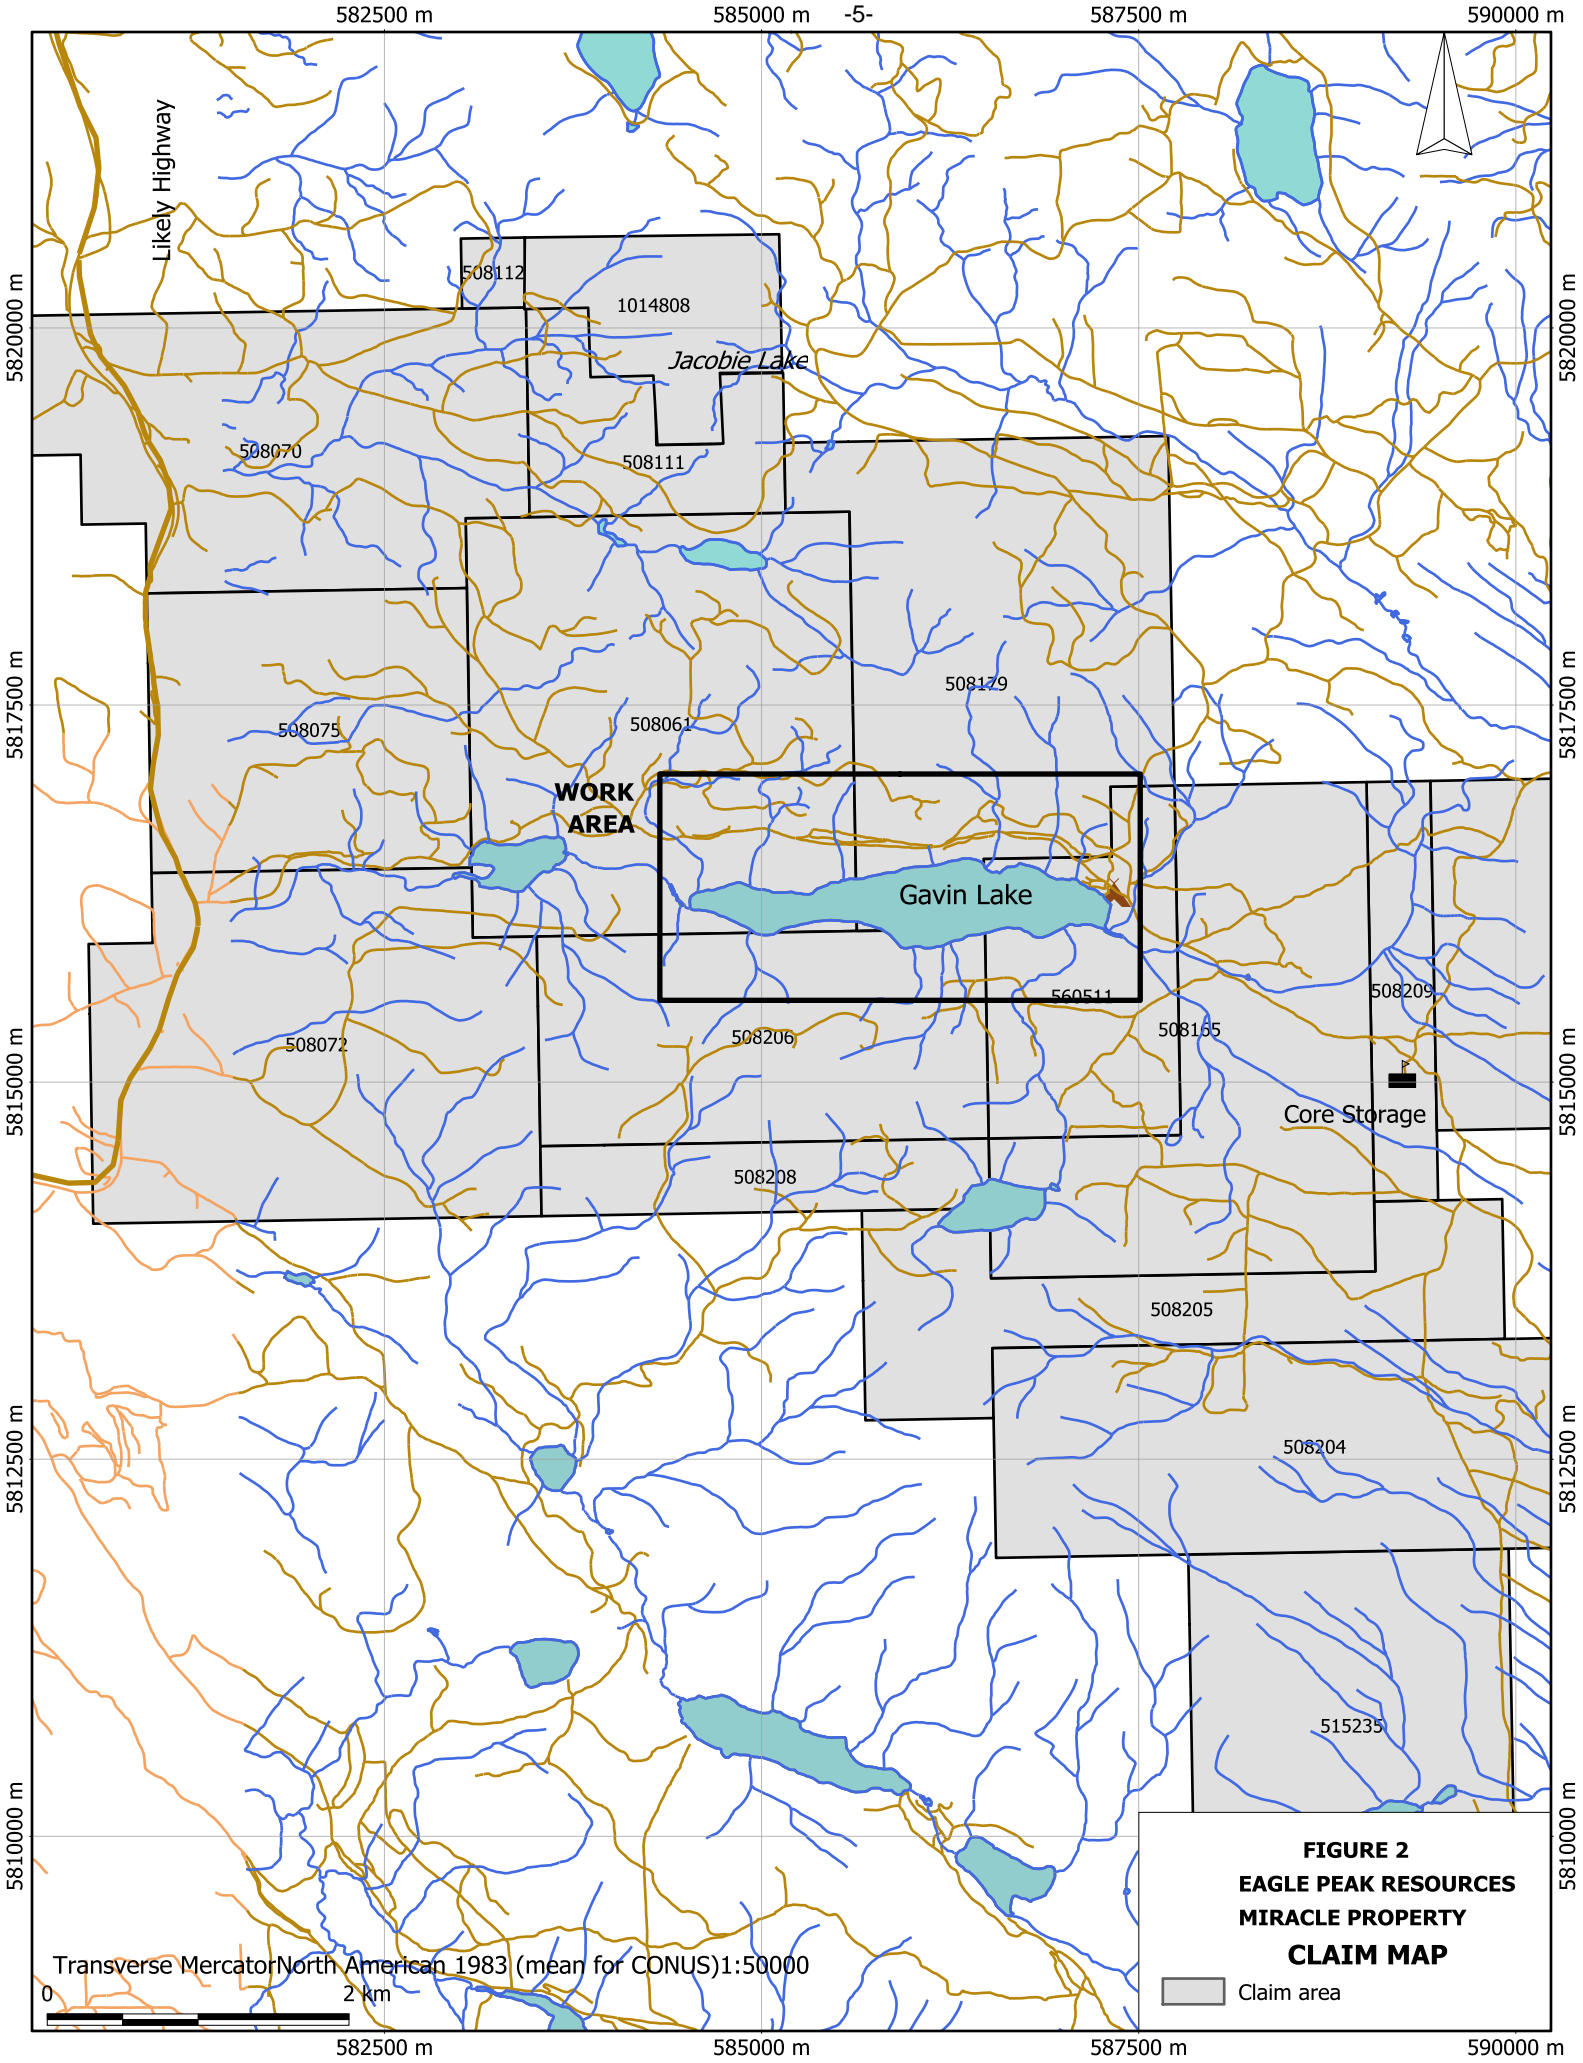 582500 m
585000 m
-5-
587500 m
590000 m
Likely Highway
508112
1014808
5820000 m
5820000 m
Jacobie Lake
508070
508111
508179
5817500 m
5817500 m
508075
508061
WORK
AREA
Gavin Lake
560511
508209
508072
508206
508165
5815000 m
5815000 m
Core Storage
508208
508205
508204
5812500 m
5812500 m
515235
5810000 m
5810000 m
FIGURE 2
EAGLE PEAK RESOURCES
MIRACLE PROPERTY
CLAIM MAP
Claim area
Transverse MercatorNorth American 1983 (mean for CONUS)1:50000
0
2 km
582500 m
585000 m
587500 m
590000 m